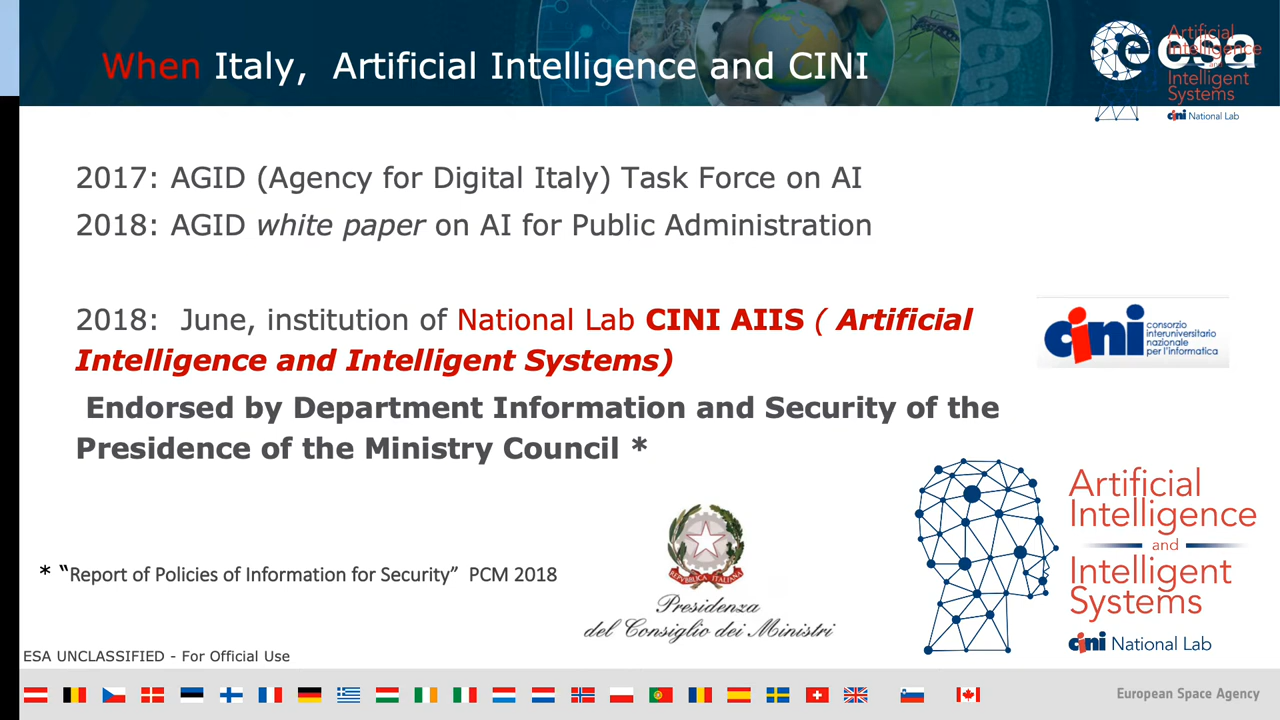 When Italy, Artificial Intelligence and CINI
esa
Artificial
Intelligence
and
Intelligent
Systems
cini National Lab
2017: AGID (Agency for Digital Italy) Task Force on AI
2018: AGID white paper on AI for Public Administration
2018: June, institution of National Lab CINI AIIS ( Artificial
Intelligence and Intelligent Systems)
cini consorzio
interuniversitario
nazionale
per l'informatica
Endorsed by Department Information and Security of the
Presidence of the Ministry Council *
Artificial
Intelligence
and
Intelligent
Systems
cini National Lab
* “Report of Policies of Information for Security” PCM 2018
REPVBBLICA ITALIANA
Presidenza
del Consiglio dei Ministri
ESA UNCLASSIFIED - For Official Use
European Space Agency